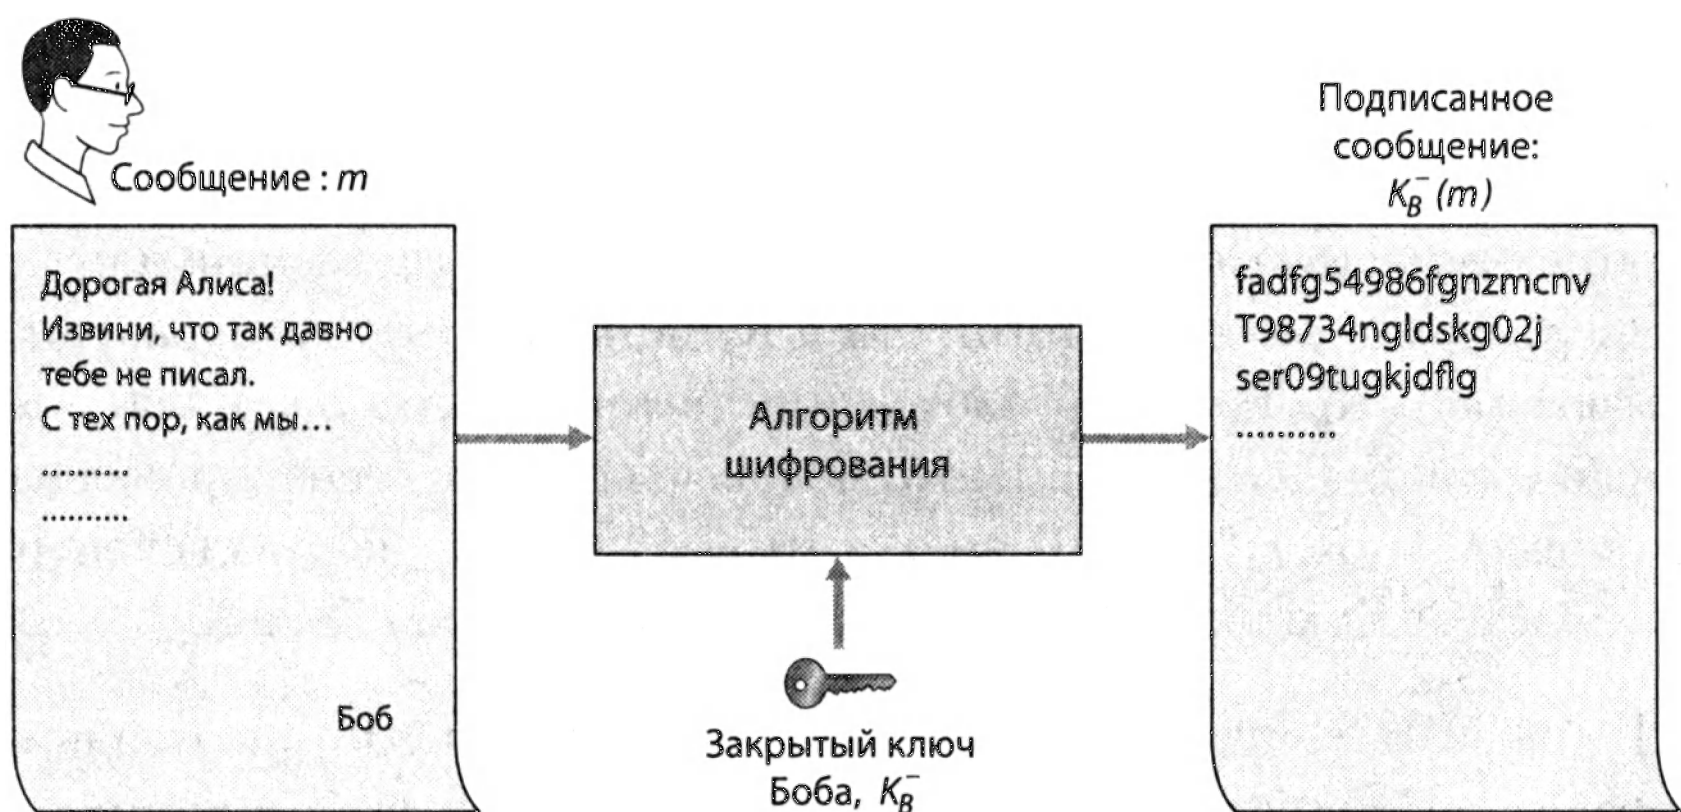 Сообщение : m
Дорогая Алиса!
Извини, что так давно
тебе не писал.
С тех пор, как мы...
..........
..........
Боб
Алгоритм
шифрования
Закрытый ключ
Боба, K_B^-
Подписанное
сообщение:
K_B^- (m)
fadfg54986fgnzmcnv
T98734ngldskg02j
ser09tugkjdflg
..........